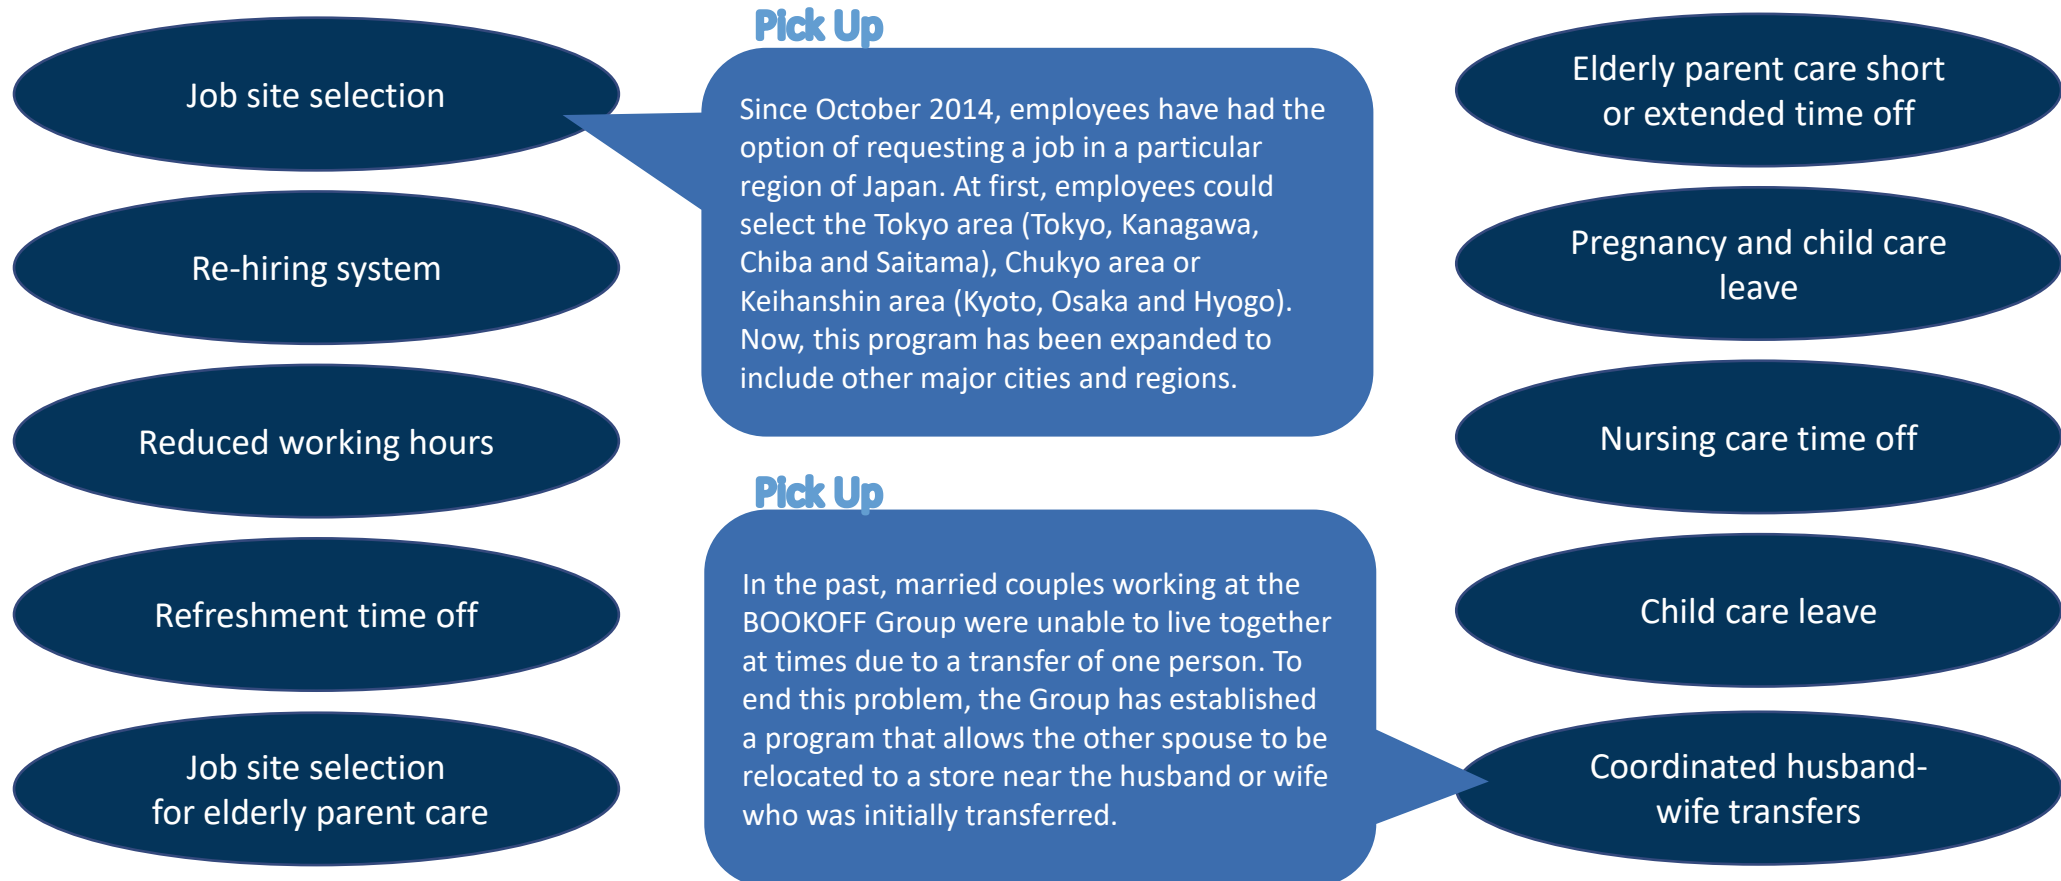 Job site selection
Re-hiring system
Reduced working hours
Refreshment time off
Job site selection
for elderly parent care
Pick Up
Since October 2014, employees have had the
option of requesting a job in a particular
region of Japan. At first, employees could
select the Tokyo area (Tokyo, Kanagawa,
Chiba and Saitama), Chukyo area or
Keihanshin area (Kyoto, Osaka and Hyogo).
Now, this program has been expanded to
include other major cities and regions.
Pick Up
In the past, married couples working at the
BOOKOFF Group were unable to live together
at times due to a transfer of one person. To
end this problem, the Group has established
a program that allows the other spouse to be
relocated to a store near the husband or wife
who was initially transferred.
Elderly parent care short
or extended time off
Pregnancy and child care
leave
Nursing care time off
Child care leave
Coordinated husband-
wife transfers